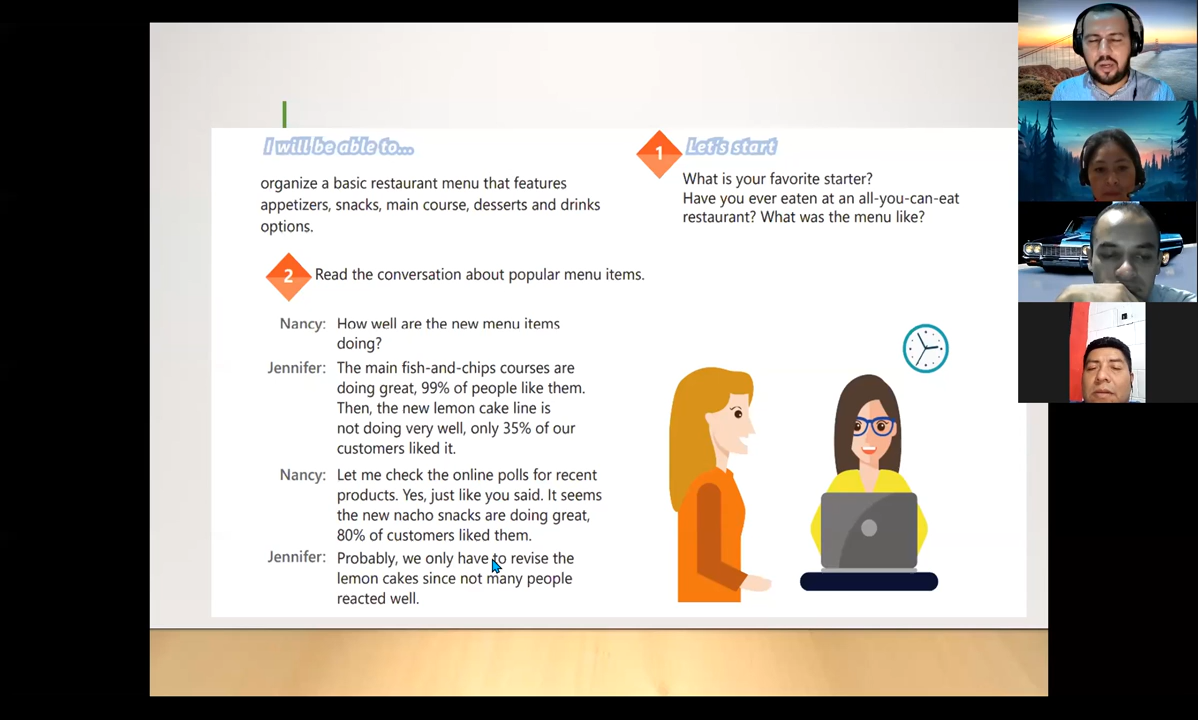 I will be able to...
organize a basic restaurant menu that features
appetizers, snacks, main course, desserts and drinks
options.
1 Let's start
What is your favorite starter?
Have you ever eaten at an all-you-can-eat
restaurant? What was the menu like?
2 Read the conversation about popular menu items.
Nancy: How well are the new menu items
doing?
Jennifer: The main fish-and-chips courses are
doing great, 99% of people like them.
Then, the new lemon cake line is
not doing very well, only 35% of our
customers liked it.
Nancy: Let me check the online polls for recent
products. Yes, just like you said. It seems
the new nacho snacks are doing great,
80% of customers liked them.
Jennifer: Probably, we only have to revise the
lemon cakes since not many people
reacted well.